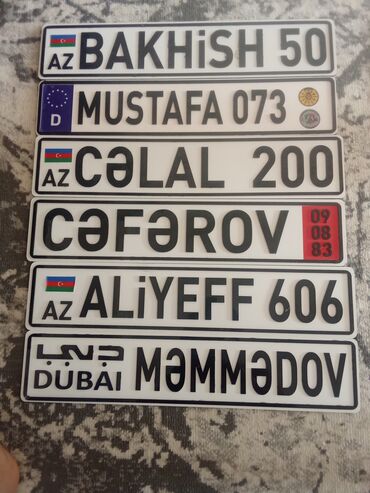 AZ BAKHiSH 50
D MUSTAFA 073
AZ CƏLAL 200
CƏFƏROV 09 08 83
AZ ALiYEFF 606
دبي DUBAI MƏMMƏDOV